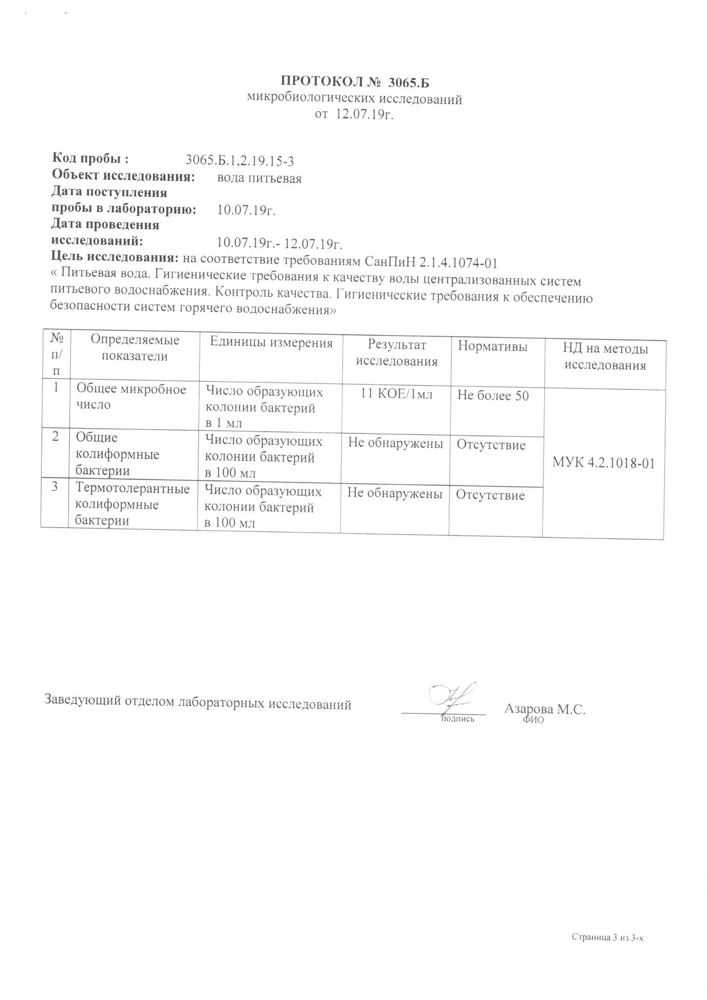 ПРОТОКОЛ № 3065.Б
микробиологических исследований
от 12.07.19г.
Код пробы : 3065.Б.1,2.19.15-3
Объект исследования: вода питьевая
Дата поступления
пробы в лабораторию: 10.07.19г.
Дата проведения
исследований: 10.07.19г.- 12.07.19г.
Цель исследования: на соответствие требованиям СанПиН 2.1.4.1074-01
« Питьевая вода. Гигиенические требования к качеству воды централизованных систем
питьевого водоснабжения. Контроль качества. Гигиенические требования к обеспечению
безопасности систем горячего водоснабжения»
№
п/
п
Определяемые
показатели
Единицы измерения
Результат
исследования
Нормативы
НД на методы
исследования
1
Общее микробное
число
Число образующих
колонии бактерий
в 1 мл
11 КОЕ/1мл
Не более 50
2
Общие
колиформные
бактерии
Число образующих
колонии бактерий
в 100 мл
Не обнаружены
Отсутствие
МУК 4.2.1018-01
3
Термотолерантные
колиформные
бактерии
Число образующих
колонии бактерий
в 100 мл
Не обнаружены
Отсутствие
Заведующий отделом лабораторных исследований
Азарова М.С.
подпись
ФИО
Страница 3 из 3-х